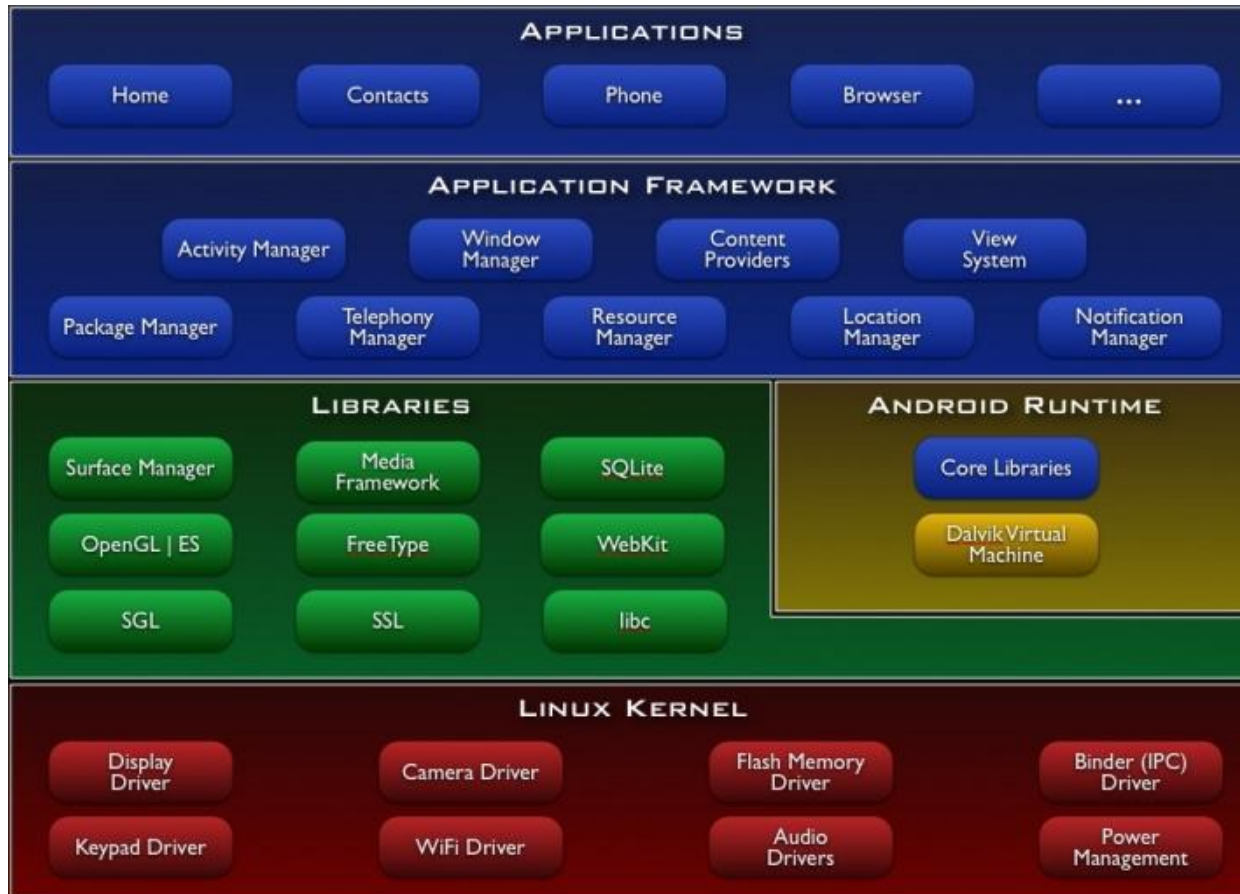 APPLICATIONS
Home
Contacts
Phone
Browser
...
APPLICATION FRAMEWORK
Activity Manager
Window
Manager
Content
Providers
View
System
Package Manager
Telephony
Manager
Resource
Manager
Location
Manager
Notification
Manager
LIBRARIES
Surface Manager
Media
Framework
SQLite
OpenGL | ES
FreeType
WebKit
SGL
SSL
libc
ANDROID RUNTIME
Core Libraries
Dalvik Virtual
Machine
LINUX KERNEL
Display
Driver
Camera Driver
Flash Memory
Driver
Binder (IPC)
Driver
Keypad Driver
WiFi Driver
Audio
Drivers
Power
Management